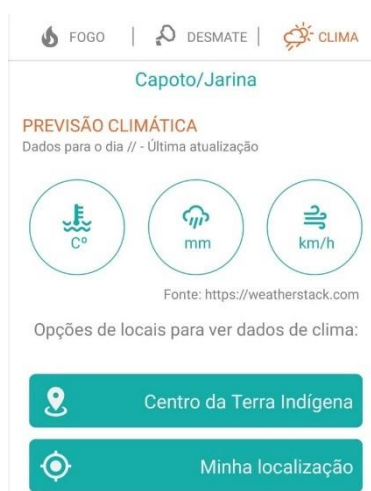 FOGO | DESMATE | CLIMA
Capoto/Jarina
PREVISÃO CLIMÁTICA
Dados para o dia // - Última atualização
Cº mm km/h
Fonte: https://weatherstack.com
Opções de locais para ver dados de clima:
Centro da Terra Indígena
Minha localização